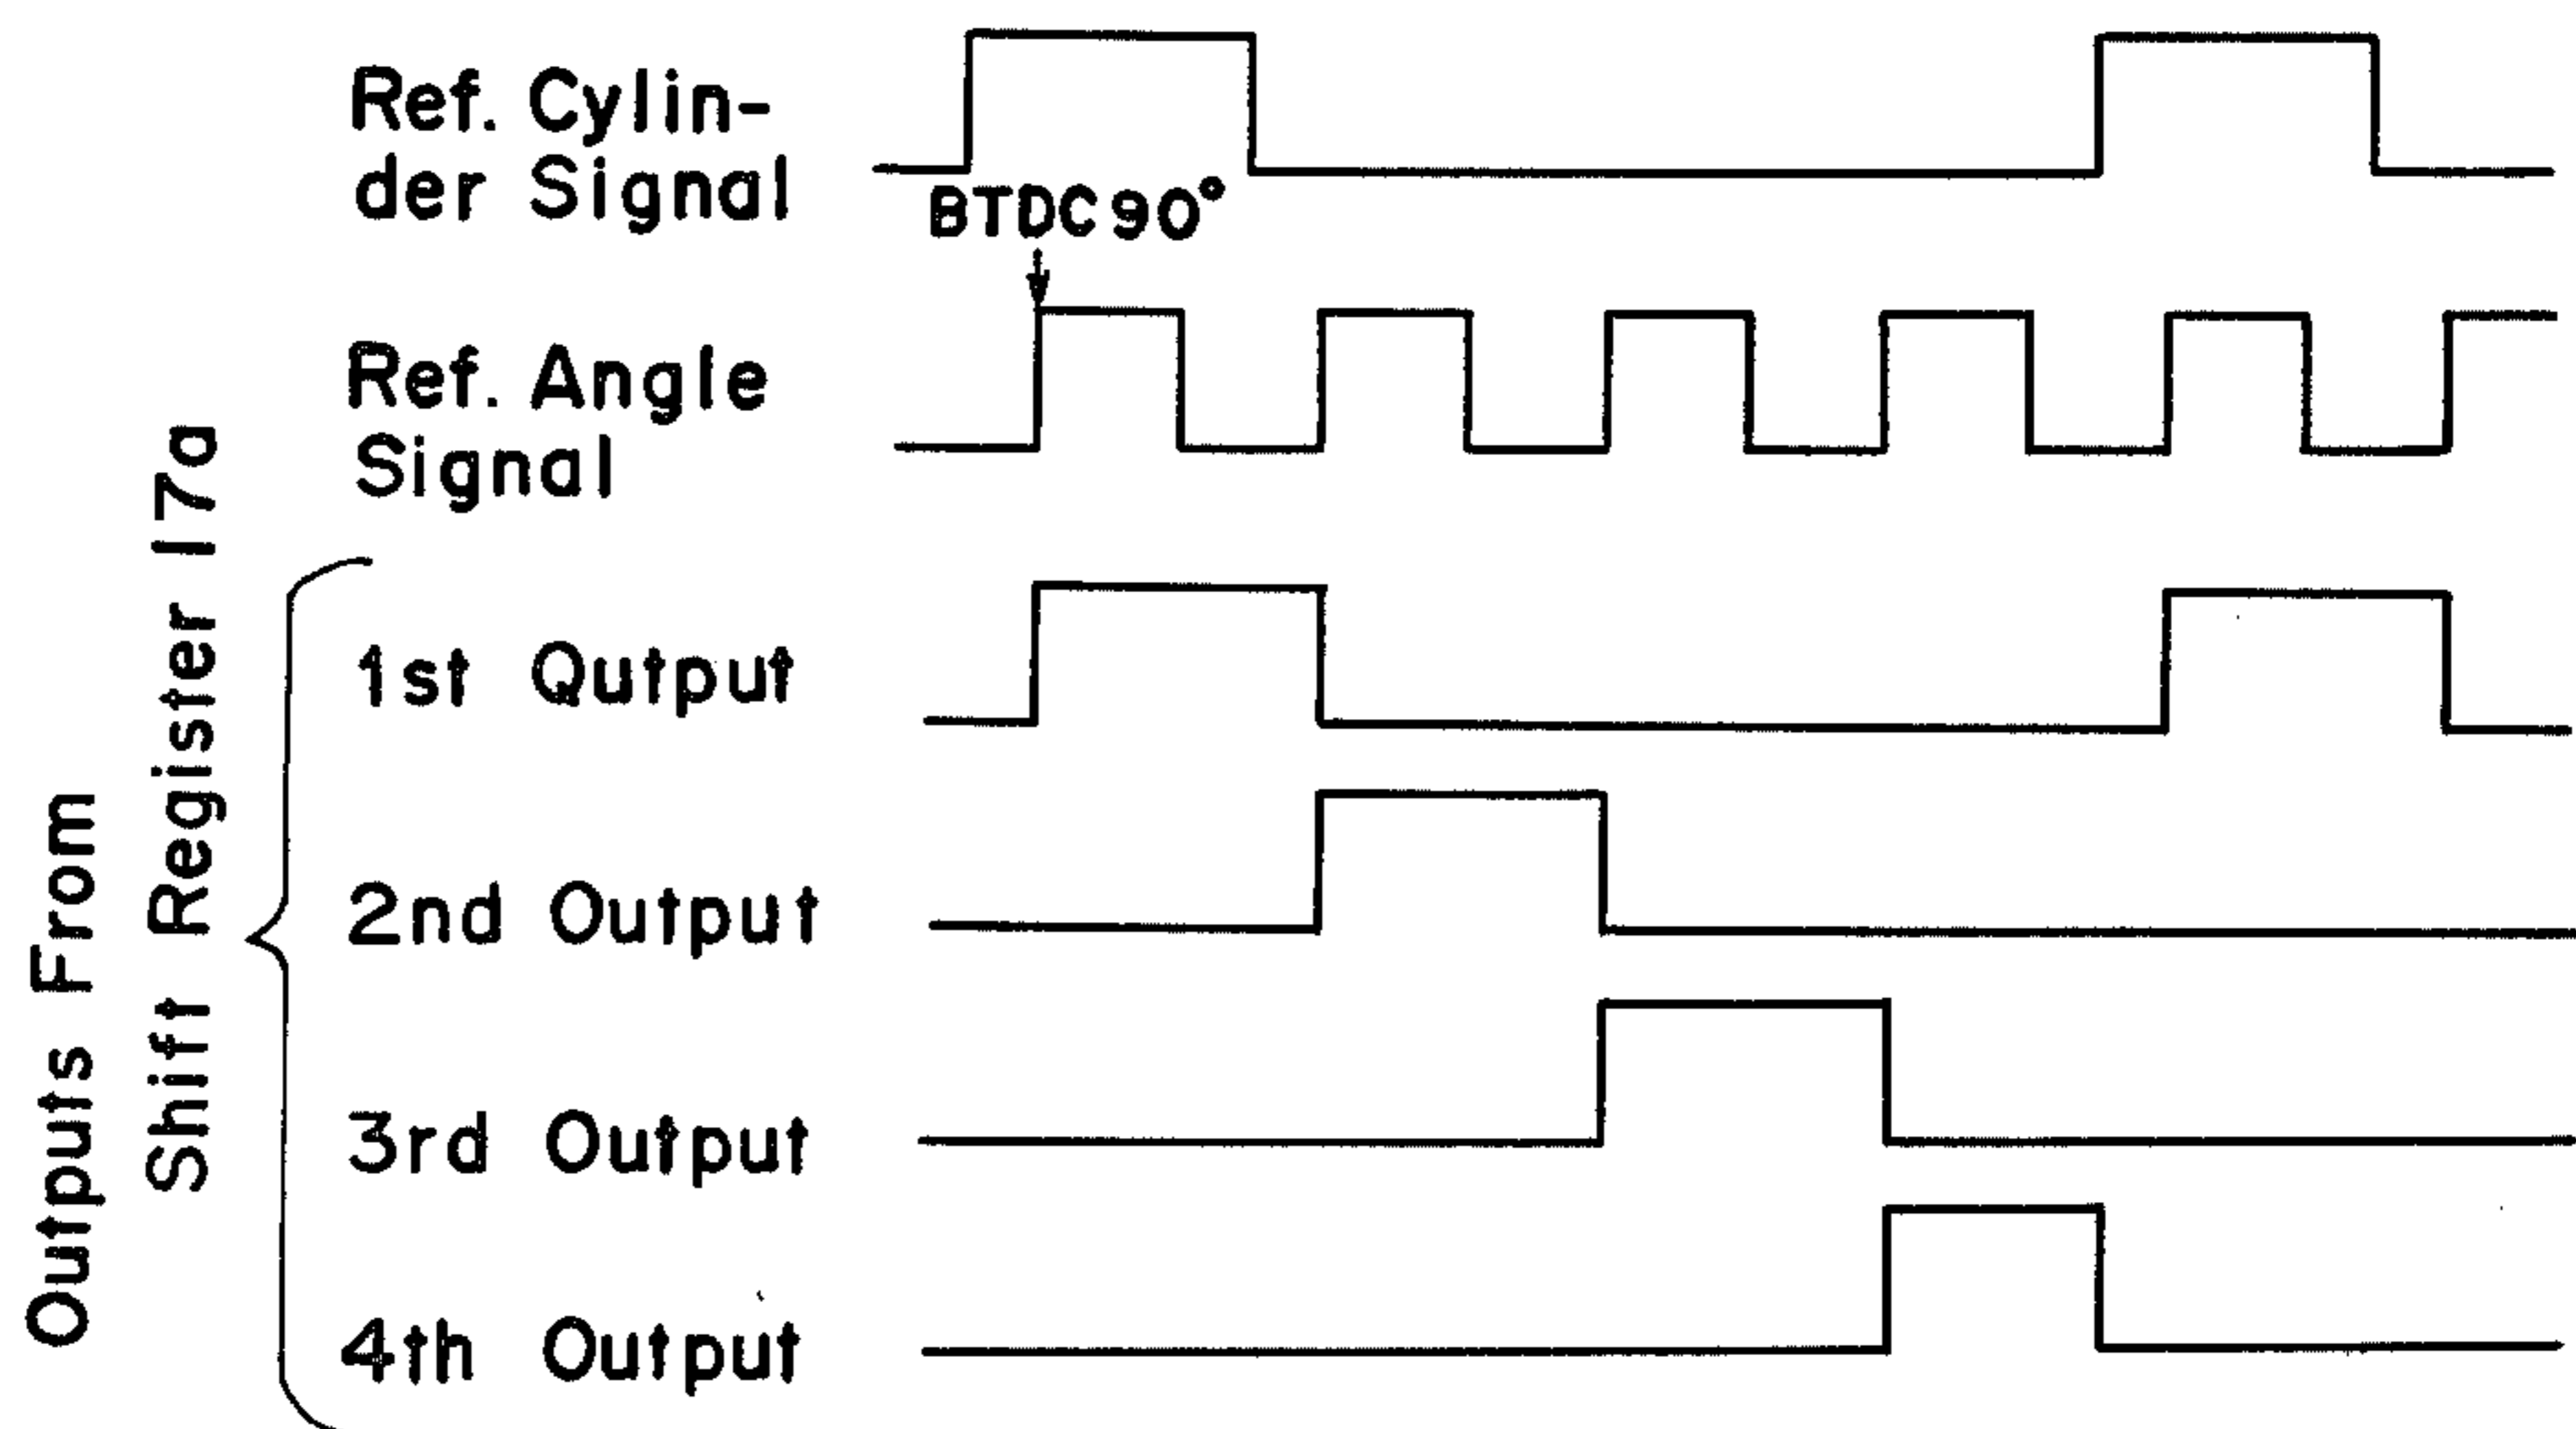 Ref. Cylin-
der Signal
BTDC 90°
Ref. Angle
Signal
Outputs From
Shift Register 17a
1st Qutput
2nd Output
3rd Output
4th Output